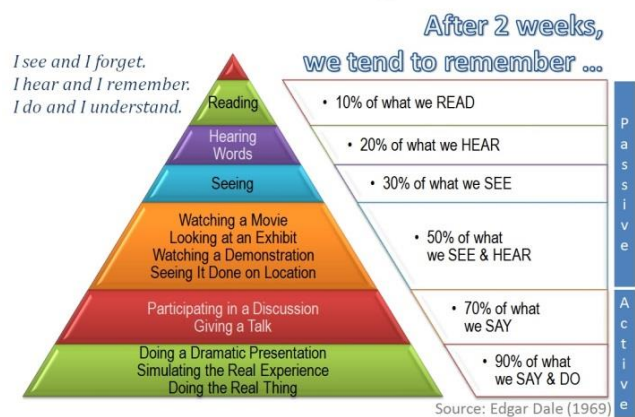 After 2 weeks,
we tend to remember ...
I see and I forget.
I hear and I remember.
I do and I understand.
Reading
• 10% of what we READ
Hearing
Words
• 20% of what we HEAR
Seeing
• 30% of what we SEE
Watching a Movie
Looking at an Exhibit
Watching a Demonstration
Seeing It Done on Location
• 50% of what
we SEE & HEAR
Participating in a Discussion
Giving a Talk
• 70% of what
we SAY
Doing a Dramatic Presentation
Simulating the Real Experience
Doing the Real Thing
• 90% of what
we SAY & DO
Passive
Active
Source: Edgar Dale (1969)